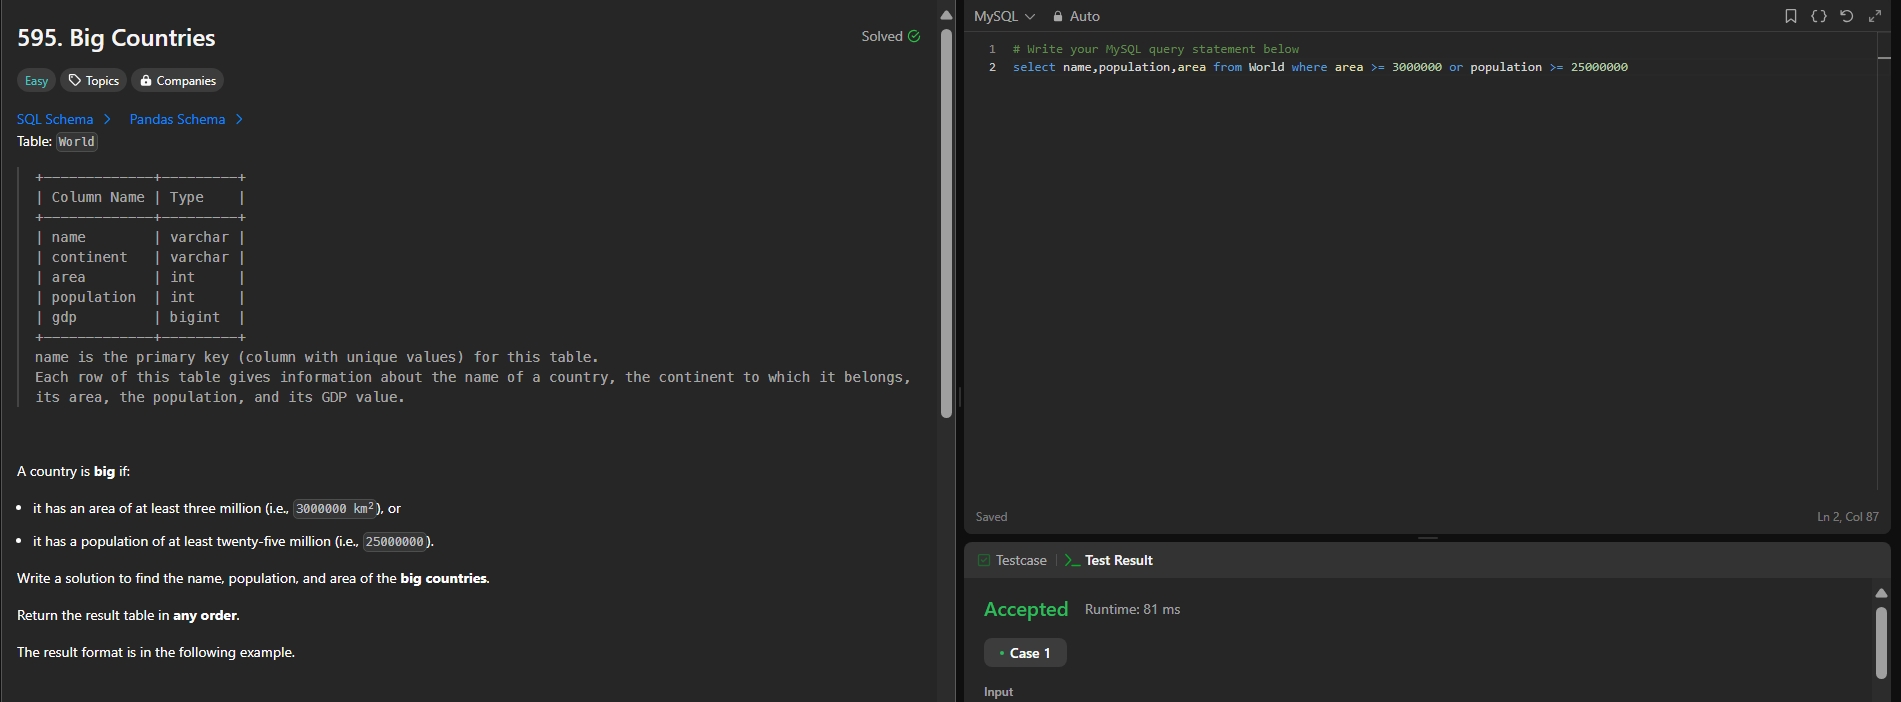 595. Big Countries
Solved
Easy Topics Companies
SQL Schema > Pandas Schema >
Table: World
+-------------+---------+
| Column Name | Type    |
+-------------+---------+
| name        | varchar |
| continent   | varchar |
| area        | int     |
| population  | int     |
| gdp         | bigint  |
+-------------+---------+
name is the primary key (column with unique values) for this table.
Each row of this table gives information about the name of a country, the continent to which it belongs,
its area, the population, and its GDP value.
A country is big if:
• it has an area of at least three million (i.e., 3000000 km²), or
• it has a population of at least twenty-five million (i.e., 25000000).
Write a solution to find the name, population, and area of the big countries.
Return the result table in any order.
The result format is in the following example.
MySQL Auto
1 # Write your MySQL query statement below
2 select name,population,area from World where area >= 3000000 or population >= 25000000
Saved
Ln 2, Col 87
Testcase | >_ Test Result
Accepted Runtime: 81 ms
• Case 1
Input